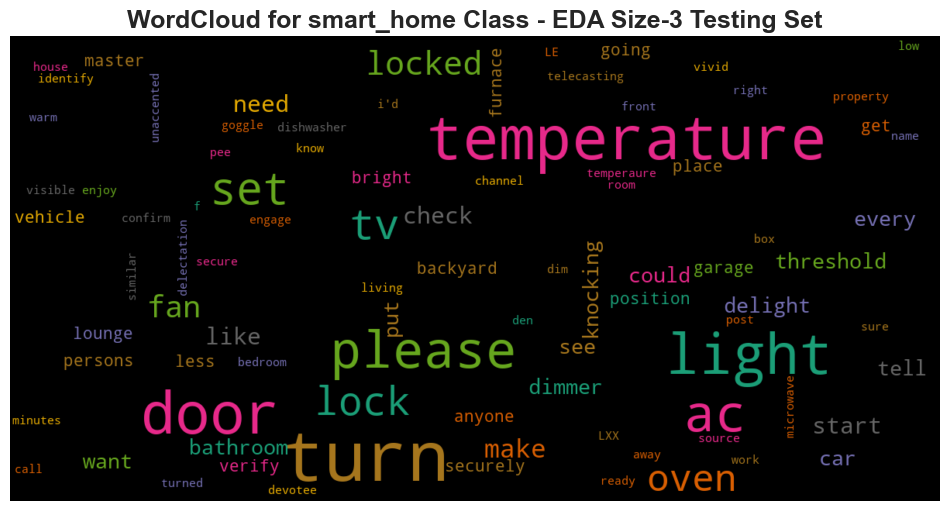 WordCloud for smart_home Class - EDA Size-3 Testing Set
house
master
identify
unaccented
warm
need
goggle
dishwasher
i'd
know
pee
locked
furnace
LE
going
telecasting
vivid
low
right
front
property
get
name
temperature
place
temperaure
room
bright
channel
set
visible
enjoy
f
vehicle
confirm
engage
delectation
similar
secure
tv
check
every
box
backyard
dim
knocking
could
garage
threshold
living
position
delight
fan
put
den
post
sure
lounge
like
persons
less
bedroom
please
see
light
tell
dimmer
microwave
lock
door
minutes
anyone
LXX
ac
source
start
bathroom
make
want
verify
turn
securely
away
work
car
call
turned
devotee
ready
oven